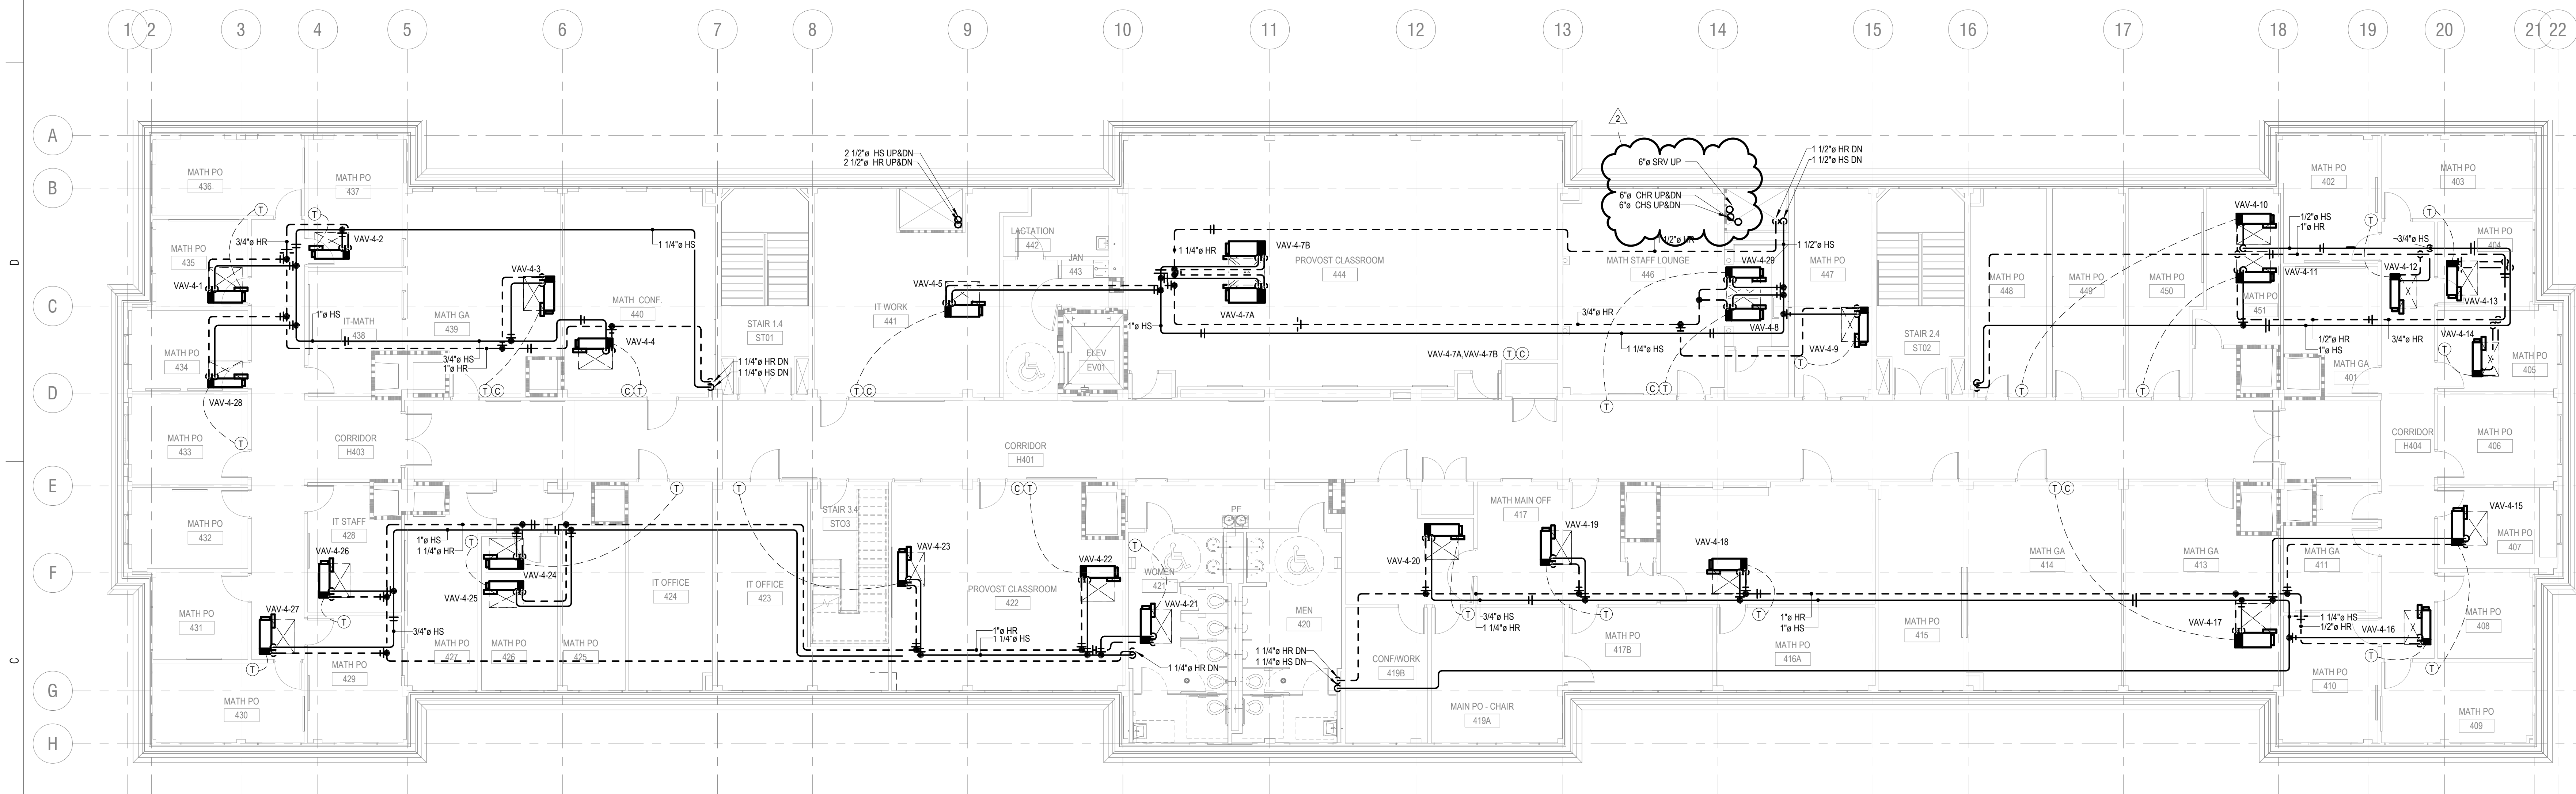 1
2
3
4
5
6
7
8
9
10
11
12
13
14
15
16
17
18
19
20
21
22
A
B
C
D
E
F
G
H
D
C
2
2 1/2"ø HS UP&DN
2 1/2"ø HR UP&DN
6"ø SRV UP
6"ø CHR UP&DN
6"ø CHS UP&DN
1 1/2"ø HR DN
1 1/2"ø HS DN
MATH PO
436
MATH PO
437
T
T
3/4"ø HR
VAV-4-2
MATH PO
435
VAV-4-1
1 1/4"ø HS
VAV-4-3
MATH GA
439
MATH CONF.
440
1"ø HS
IT-MATH
438
VAV-4-4
MATH PO
434
3/4"ø HS
1"ø HR
T C
C T
1 1/4"ø HR DN
1 1/4"ø HS DN
STAIR 1.4
ST01
VAV-4-28
T
MATH PO
433
CORRIDOR
H403
LACTATION
442
JAN
443
VAV-4-5
IT WORK
441
T C
ELEV
EV01
1 1/4"ø HR
VAV-4-7B
PROVOST CLASSROOM
444
VAV-4-7A
1"ø HS
3/4"ø HR
1 1/4"ø HS
VAV-4-7A,VAV-4-7B T C
1 1/2"ø HR
MATH STAFF LOUNGE
446
VAV-4-29
1 1/2"ø HS
MATH PO
447
VAV-4-8
VAV-4-9
C T
T
T
STAIR 2.4
ST02
MATH PO
448
MATH PO
449
MATH PO
450
VAV-4-10
MATH PO
402
MATH PO
403
1/2"ø HS
1"ø HR
T
T
~3/4"ø HS
MATH PO
404
VAV-4-11
VAV-4-12
VAV-4-13
MATH PO
451
VAV-4-14
1/2"ø HR
1"ø HS
3/4"ø HR
T
MATH GA
401
MATH PO
405
T
T
CORRIDOR
H401
CORRIDOR
H404
MATH PO
406
MATH PO
432
IT STAFF
428
1"ø HS
1 1/4"ø HR
VAV-4-26
T
T
VAV-4-24
VAV-4-25
VAV-4-27
T
3/4"ø HS
MATH PO
431
T
MATH PO
429
MATH PO
430
MATH PO
427
MATH PO
426
MATH PO
425
IT OFFICE
424
T
IT OFFICE
423
STAIR 3.4
STO3
VAV-4-23
C T
PROVOST CLASSROOM
422
VAV-4-22
1"ø HR
1 1/4"ø HS
T
WOMEN
421
VAV-4-21
1 1/4"ø HR DN
PF
MEN
420
1 1/4"ø HR DN
1 1/4"ø HS DN
MATH MAIN OFF
417
VAV-4-19
VAV-4-20
VAV-4-18
T
T
T
3/4"ø HS
1 1/4"ø HR
CONF/WORK
419B
MAIN PO - CHAIR
419A
MATH PO
417B
1"ø HR
1"ø HS
MATH PO
416A
MATH PO
415
T C
MATH GA
414
MATH GA
413
MATH GA
411
VAV-4-15
MATH PO
407
VAV-4-17
1 1/4"ø HS
1/2"ø HR
VAV-4-16
T
T
MATH PO
408
MATH PO
410
MATH PO
409